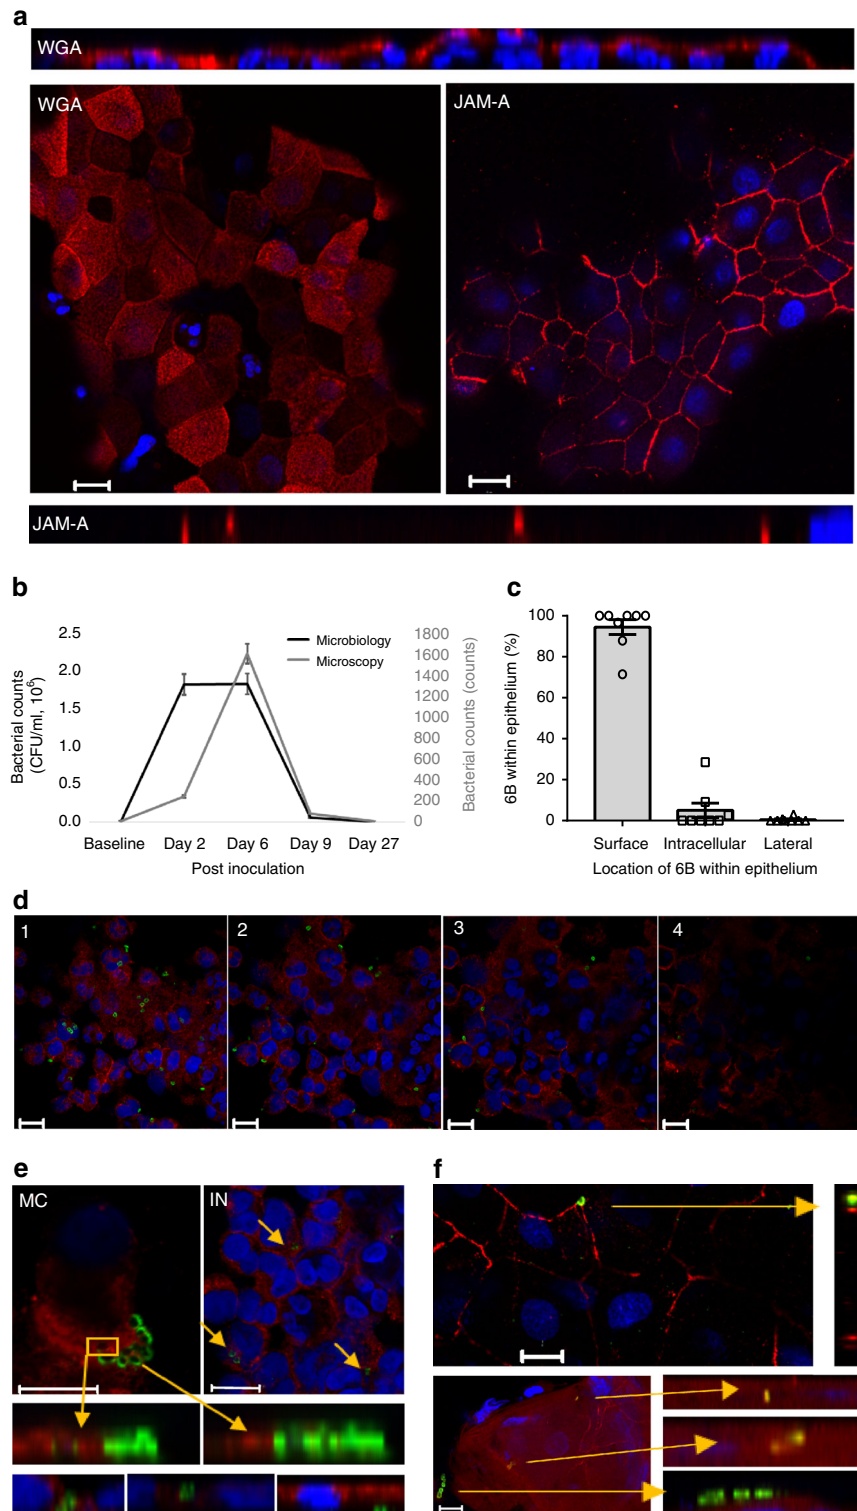 a
WGA
WGA
JAM-A
JAM-A
b
Bacterial counts
(CFU/ml, 10⁶)
2.5
2.0
1.5
1.0
0.5
0.0
Microbiology
Microscopy
1800
1600
1400
1200
1000
800
600
400
200
0
Bacterial counts (counts)
Baseline Day 2 Day 6 Day 9 Day 27
Post inoculation
c
6B within epithelium (%)
100
80
60
40
20
0
Surface Intracellular Lateral
Location of 6B within epithelium
d
1
2
3
4
e
MC
IN
f